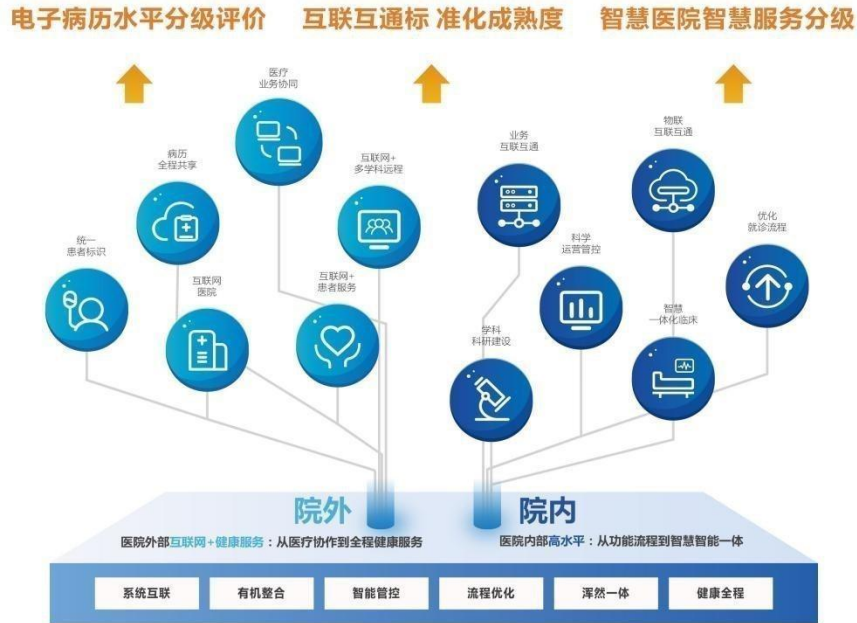 电子病历水平分级评价
互联互通标 准化成熟度
智慧医院智慧服务分级
医疗
业务协同
病历
全程共享
互联网+
多学科远程
统一
患者标识
互联网
医院
互联网+
患者服务
业务
互联互通
物联
互联互通
科学
运营管控
优化
就诊流程
学科
科研建设
智慧
一体化临床
院外
医院外部互联网+健康服务：从医疗协作到全程健康服务
院内
医院内部高水平：从功能流程到智慧智能一体
系统互联
有机整合
智能管控
流程优化
浑然一体
健康全程